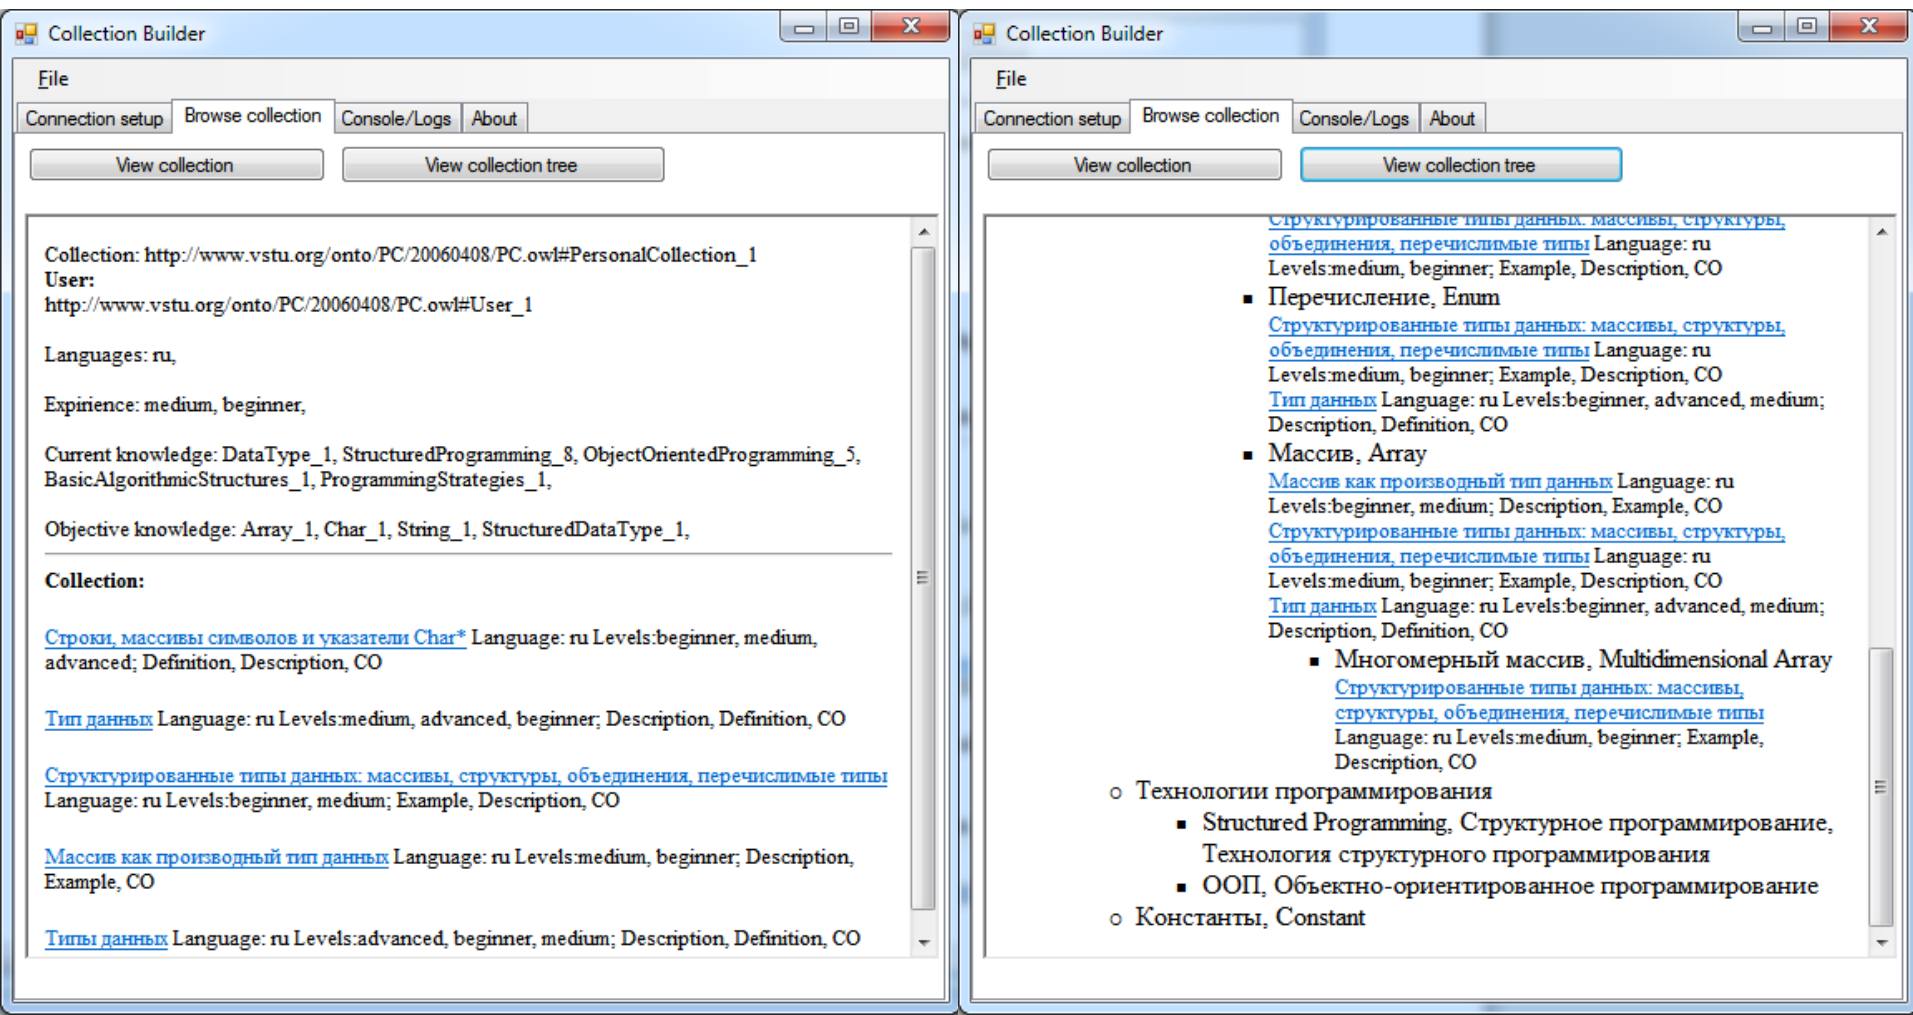 Collection Builder
File
Connection setup Browse collection Console/Logs About
View collection View collection tree
Collection: http://www.vstu.org/onto/PC/20060408/PC.owl#PersonalCollection_1
User:
http://www.vstu.org/onto/PC/20060408/PC.owl#User_1
Languages: ru,
Expirience: medium, beginner,
Current knowledge: DataType_1, StructuredProgramming_8, ObjectOrientedProgramming_5,
BasicAlgorithmicStructures_1, ProgrammingStrategies_1,
Objective knowledge: Array_1, Char_1, String_1, StructuredDataType_1,
Collection:
Строки, массивы символов и указатели Char* Language: ru Levels:beginner, medium,
advanced; Definition, Description, CO
Тип данных Language: ru Levels:medium, advanced, beginner; Description, Definition, CO
Структурированные типы данных: массивы, структуры, объединения, перечислимые типы
Language: ru Levels:beginner, medium; Example, Description, CO
Массив как производный тип данных Language: ru Levels:medium, beginner; Description,
Example, CO
Типы данных Language: ru Levels:advanced, beginner, medium; Description, Definition, CO
Collection Builder
File
Connection setup Browse collection Console/Logs About
View collection View collection tree
Структурированные типы данных: массивы, структуры,
объединения, перечислимые типы Language: ru
Levels:medium, beginner; Example, Description, CO
Перечисление, Enum
Структурированные типы данных: массивы, структуры,
объединения, перечислимые типы Language: ru
Levels:medium, beginner; Example, Description, CO
Тип данных Language: ru Levels:beginner, advanced, medium;
Description, Definition, CO
Массив, Array
Массив как производный тип данных Language: ru
Levels:beginner, medium; Description, Example, CO
Структурированные типы данных: массивы, структуры,
объединения, перечислимые типы Language: ru
Levels:medium, beginner; Example, Description, CO
Тип данных Language: ru Levels:beginner, advanced, medium;
Description, Definition, CO
Многомерный массив, Multidimensional Array
Структурированные типы данных: массивы,
структуры, объединения, перечислимые типы
Language: ru Levels:medium, beginner; Example,
Description, CO
Технологии программирования
Structured Programming, Структурное программирование,
Технология структурного программирования
ООП, Объектно-ориентированное программирование
Константы, Constant